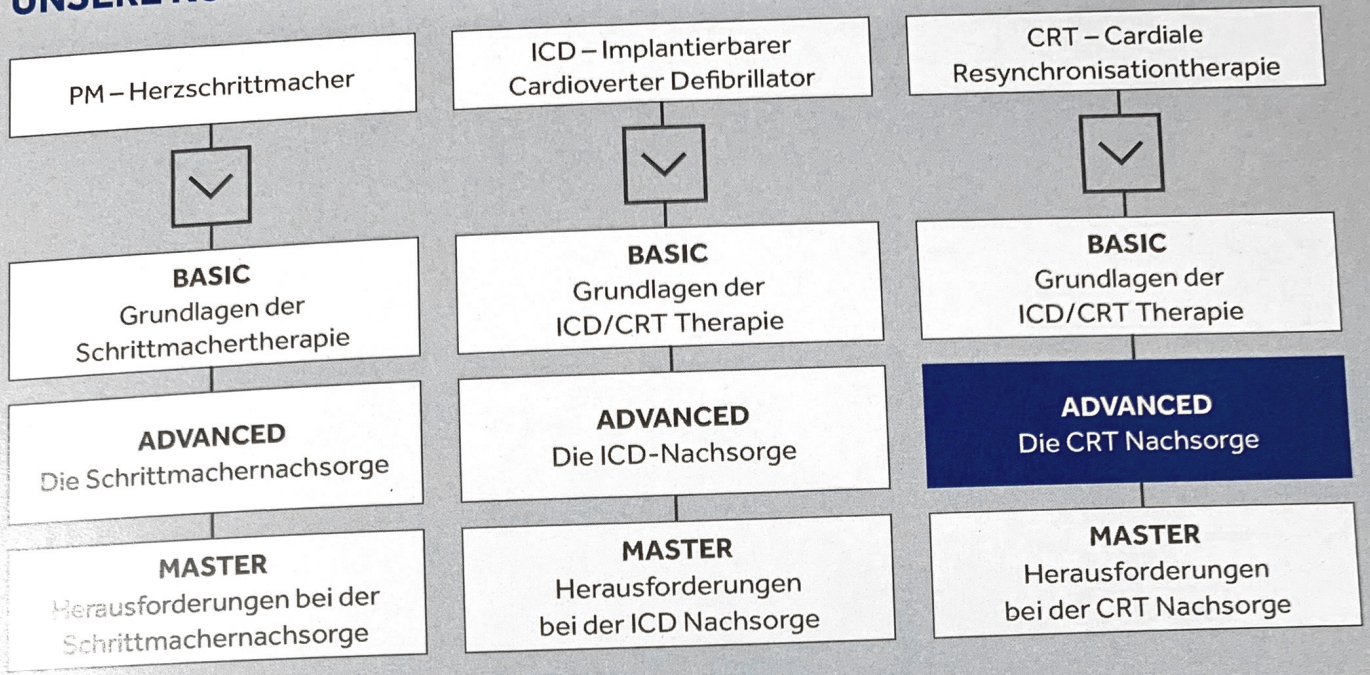 UNSERE
PM – Herzschrittmacher
BASIC
Grundlagen der
Schrittmachertherapie
ADVANCED
Die Schrittmachernachsorge
MASTER
Herausforderungen bei der
Schrittmachernachsorge
ICD – Implantierbarer
Cardioverter Defibrillator
BASIC
Grundlagen der
ICD/CRT Therapie
ADVANCED
Die ICD-Nachsorge
MASTER
Herausforderungen
bei der ICD Nachsorge
CRT – Cardiale
Resynchronisationtherapie
BASIC
Grundlagen der
ICD/CRT Therapie
ADVANCED
Die CRT Nachsorge
MASTER
Herausforderungen
bei der CRT Nachsorge